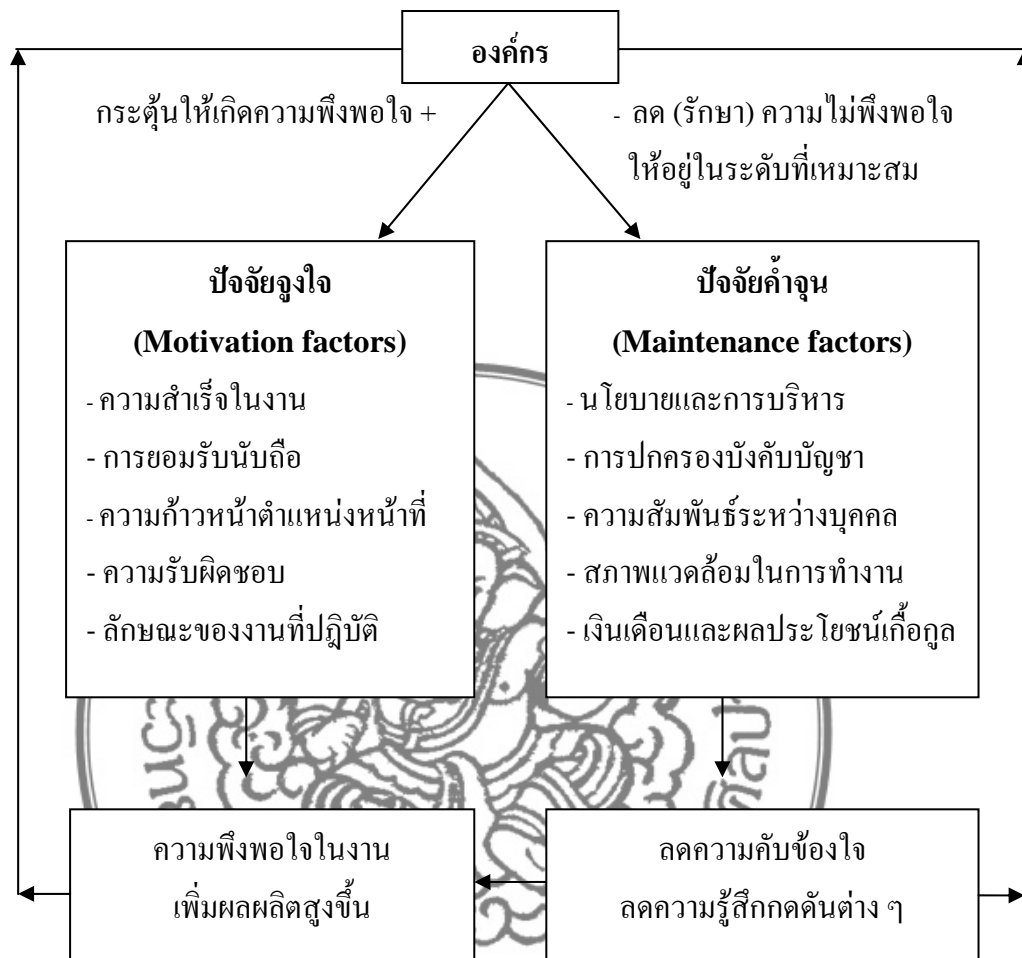 องค์กร
กระตุ้นให้เกิดความพึงพอใจ +
- ลด (รักษา) ความไม่พึงพอใจ
ให้อยู่ในระดับที่เหมาะสม
ปัจจัยจูงใจ
(Motivation factors)
- ความสำเร็จในงาน
- การยอมรับนับถือ
- ความก้าวหน้าตำแหน่งหน้าที่
- ความรับผิดชอบ
- ลักษณะของงานที่ปฎิบัติ
ปัจจัยค้ำจุน
(Maintenance factors)
- นโยบายและการบริหาร
- การปกครองบังคับบัญชา
- ความสัมพันธ์ระหว่างบุคคล
- สภาพแวดล้อมในการทำงาน
- เงินเดือนและผลประโยชน์เกื้อกูล
ความพึงพอใจในงาน
เพิ่มผลผลิตสูงขึ้น
ลดความคับข้องใจ
ลดความรู้สึกกดดันต่าง ๆ